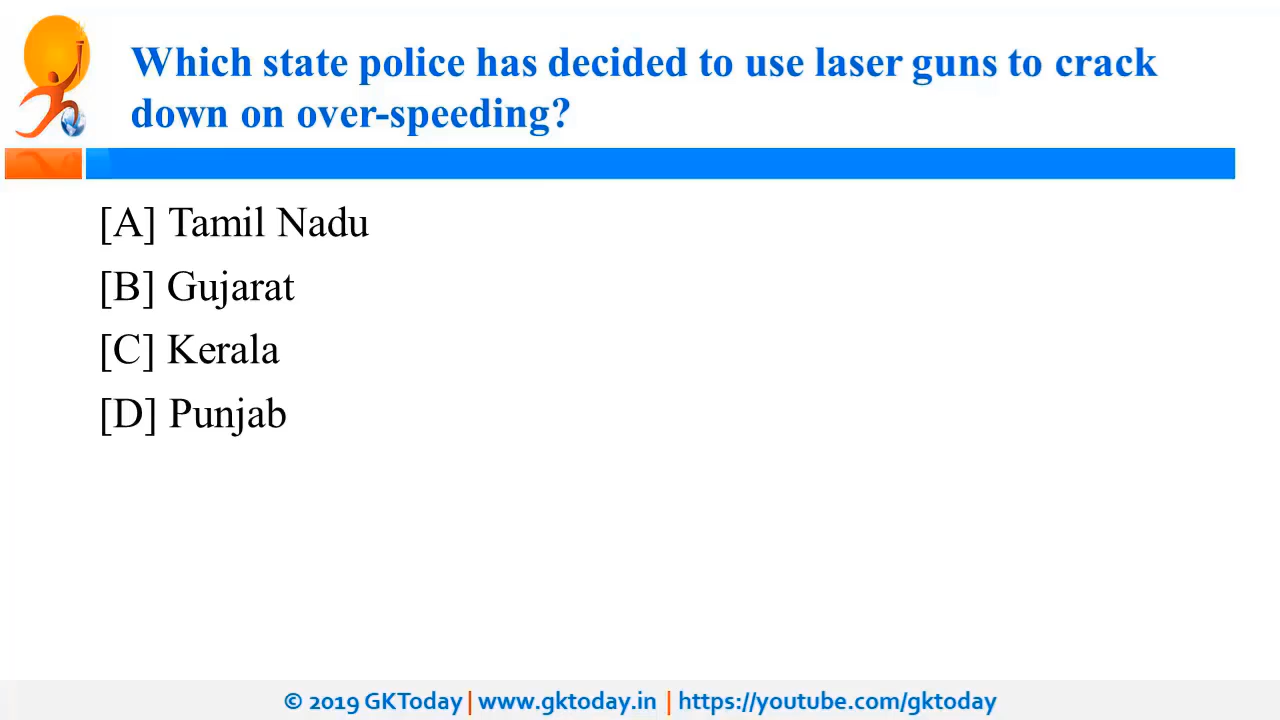 Which state police has decided to use laser guns to crack
down on over-speeding?
[A] Tamil Nadu
[B] Gujarat
[C] Kerala
[D] Punjab
© 2019 GKToday | www.gktoday.in | https://youtube.com/gktoday